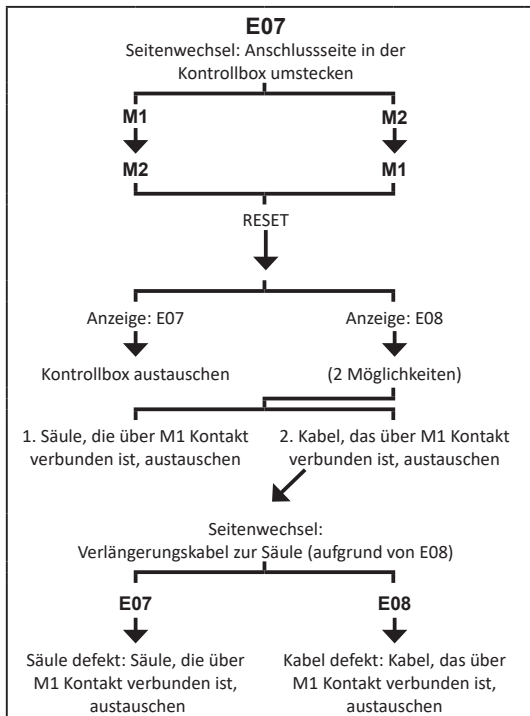 E07
Seitenwechsel: Anschlussseite in der
Kontrollbox umstecken
M1
M2
M2
M1
RESET
Anzeige: E07
Anzeige: E08
Kontrollbox austauschen
(2 Möglichkeiten)
1. Säule, die über M1 Kontakt
verbunden ist, austauschen
2. Kabel, das über M1 Kontakt
verbunden ist, austauschen
Seitenwechsel:
Verlängerungskabel zur Säule (aufgrund von E08)
E07
E08
Säule defekt: Säule, die über
M1 Kontakt verbunden ist,
austauschen
Kabel defekt: Kabel, das über
M1 Kontakt verbunden ist,
austauschen